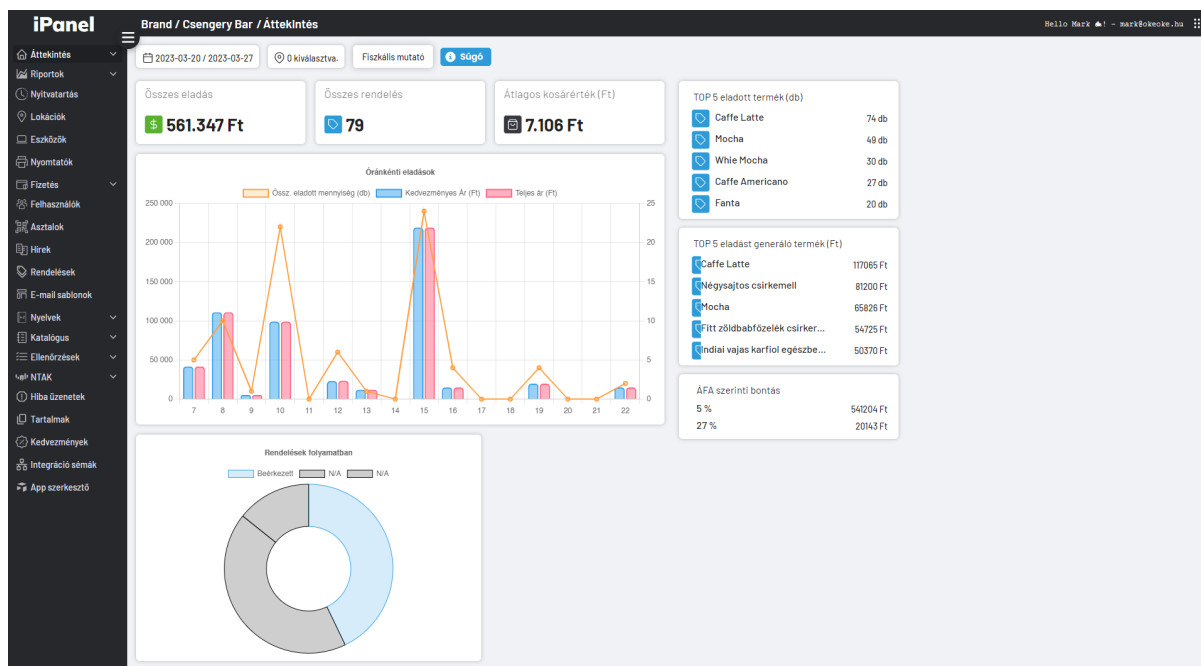 iPanel
Brand / Csengery Bar / Áttekintés
Hello Mark ! - mark@okeoke.hu
Áttekintés
Riportok
Nyitvatartás
Lokációk
Eszközök
Nyomtatók
Fizetés
Felhasználók
Asztalok
Hírek
Rendelések
E-mail sablonok
Nyelvek
Katalógus
Ellenőrzések
NTAK
Hiba üzenetek
Tartalmak
Kedvezmények
Integráció sémák
App szerkesztő
2023-03-20 / 2023-03-27
0 kiválasztva.
Fiszkális mutató
Súgó
Összes eladás
561.347 Ft
Összes rendelés
79
Átlagos kosárérték (Ft)
7.106 Ft
Óránkénti eladások
Össz. eladott mennyiség (db) Kedvezményes Ár (Ft) Teljes ár (Ft)
250 000 25
200 000 20
150 000 15
100 000 10
50 000 5
0 0
7 8 9 10 11 12 13 14 15 16 17 18 19 20 21 22
Rendelések folyamatban
Beérkezett N/A N/A
TOP 5 eladott termék (db)
Caffe Latte 74 db
Mocha 49 db
Whie Mocha 30 db
Caffe Americano 27 db
Fanta 20 db
TOP 5 eladást generáló termék (Ft)
Caffe Latte 117065 Ft
Négysajtos csirkemell 81200 Ft
Mocha 65826 Ft
Fitt zöldbabfőzelék csirker... 54725 Ft
Indiai vajas karfiol egészbe... 50370 Ft
ÁFA szerinti bontás
5 % 541204 Ft
27 % 20143 Ft